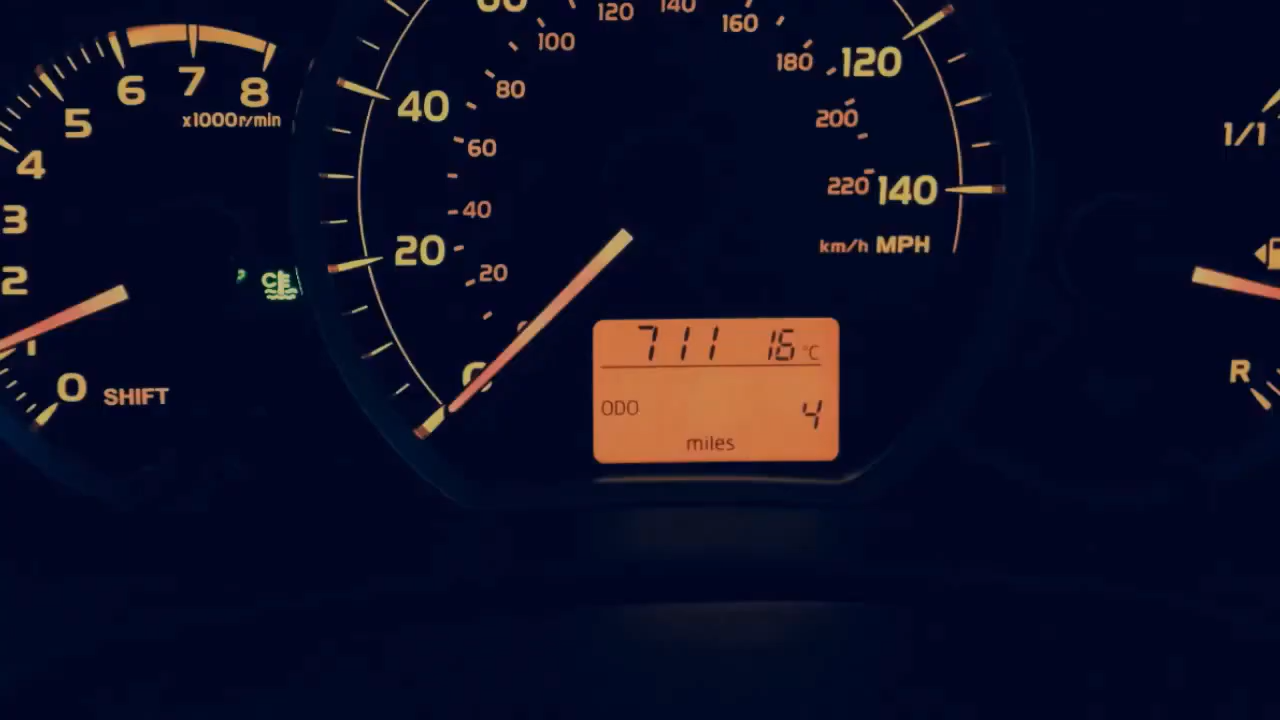 6 7 8
5 x1000r/min
4
3
2
1
0 SHIFT
C
120 140
100 160
80 180 120
40
60 200
40 220 140
20 km/h MPH
20
711 16 °C
ODO 4
miles
1/1
R